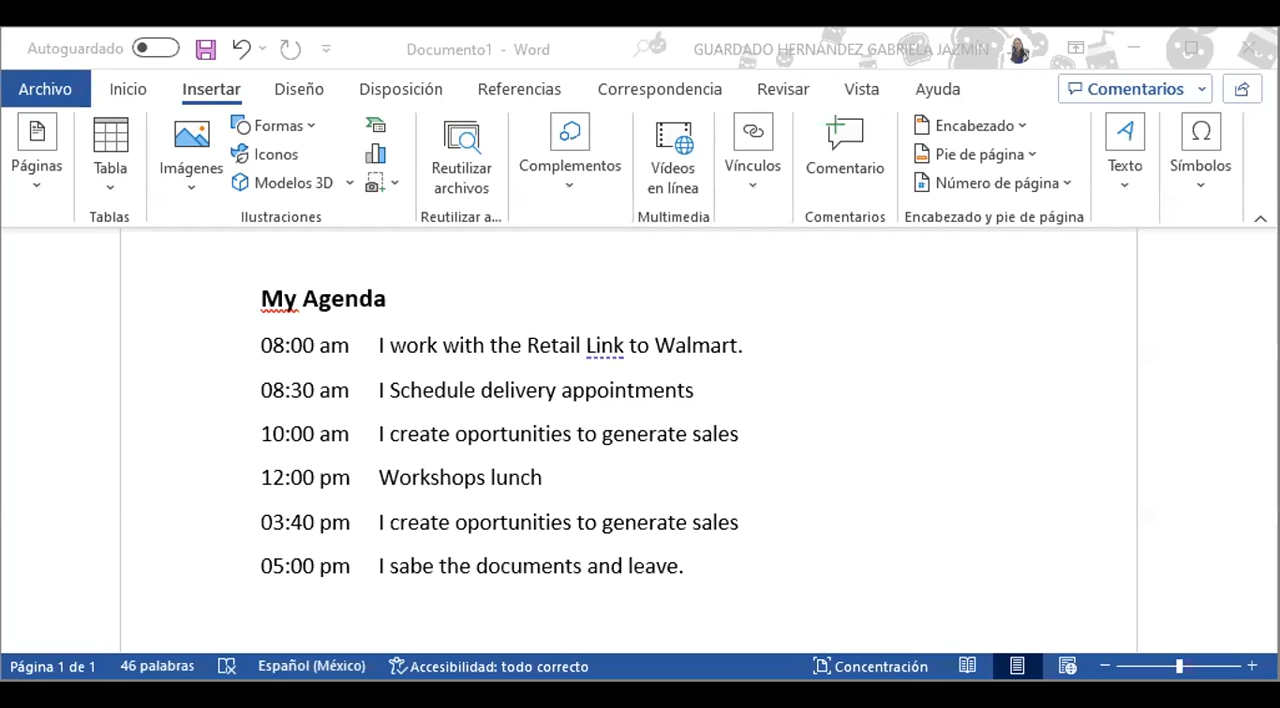 Autoguardado
Documento1 - Word
GUARDADO HERNÁNDEZ GABRIELA JAZMIN
Archivo Inicio Insertar Diseño Disposición Referencias Correspondencia Revisar Vista Ayuda Comentarios
Páginas
Tabla
Tablas
Imágenes
Formas
Iconos
Modelos 3D
Ilustraciones
Reutilizar
archivos
Reutilizar a...
Complementos
Vídeos
en línea
Multimedia
Vínculos
Comentario
Comentarios
Encabezado
Pie de página
Número de página
Encabezado y pie de página
Texto
Símbolos
My Agenda
08:00 am I work with the Retail Link to Walmart.
08:30 am I Schedule delivery appointments
10:00 am I create oportunities to generate sales
12:00 pm Workshops lunch
03:40 pm I create oportunities to generate sales
05:00 pm I sabe the documents and leave.
Página 1 de 1 46 palabras Español (México) Accesibilidad: todo correcto Concentración